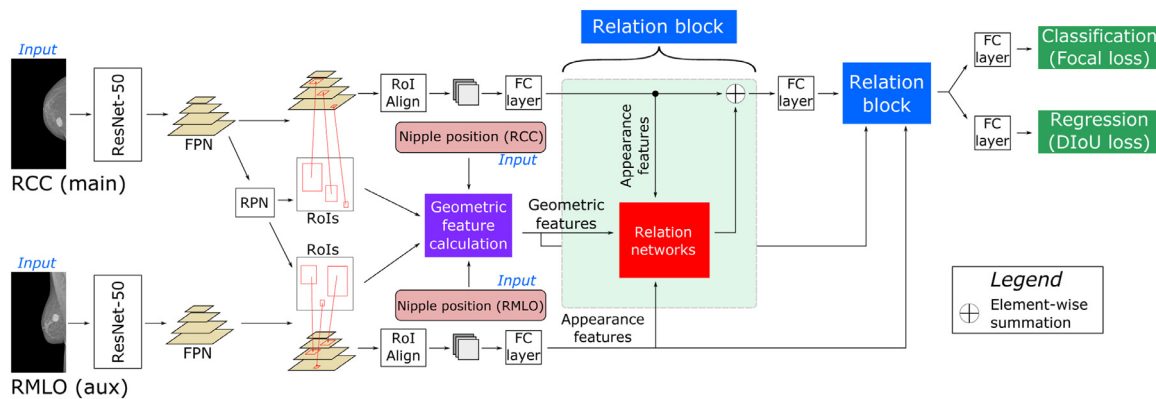 Input
ResNet-50
RCC (main)
FPN
RPN
RoIs
RoI
Align
FC
layer
Nipple position (RCC)
Input
Geometric
feature
calculation
Geometric
features
Relation block
Appearance
features
Relation
networks
FC
layer
Relation
block
FC
layer
Classification
(Focal loss)
FC
layer
Regression
(DIoU loss)
Input
ResNet-50
RMLO (aux)
FPN
RoIs
RoI
Align
FC
layer
Input
Nipple position (RMLO)
Appearance
features
Legend
Element-wise
summation